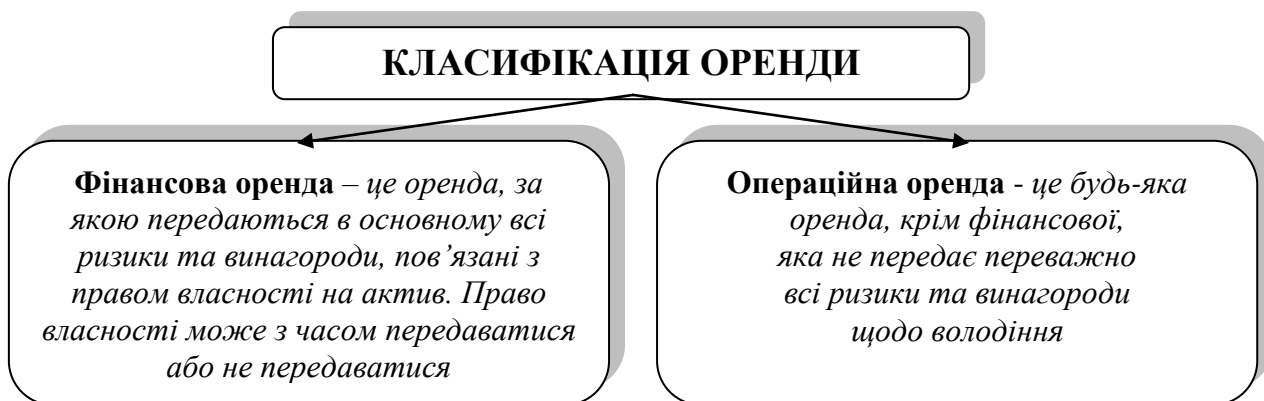 КЛАСИФІКАЦІЯ ОРЕНДИ
Фінансова оренда – це оренда, за
якою передаються в основному всі
ризики та винагороди, пов’язані з
правом власності на актив. Право
власності може з часом передаватися
або не передаватися
Операційна оренда - це будь-яка
оренда, крім фінансової,
яка не передає переважно
всі ризики та винагороди
щодо володіння